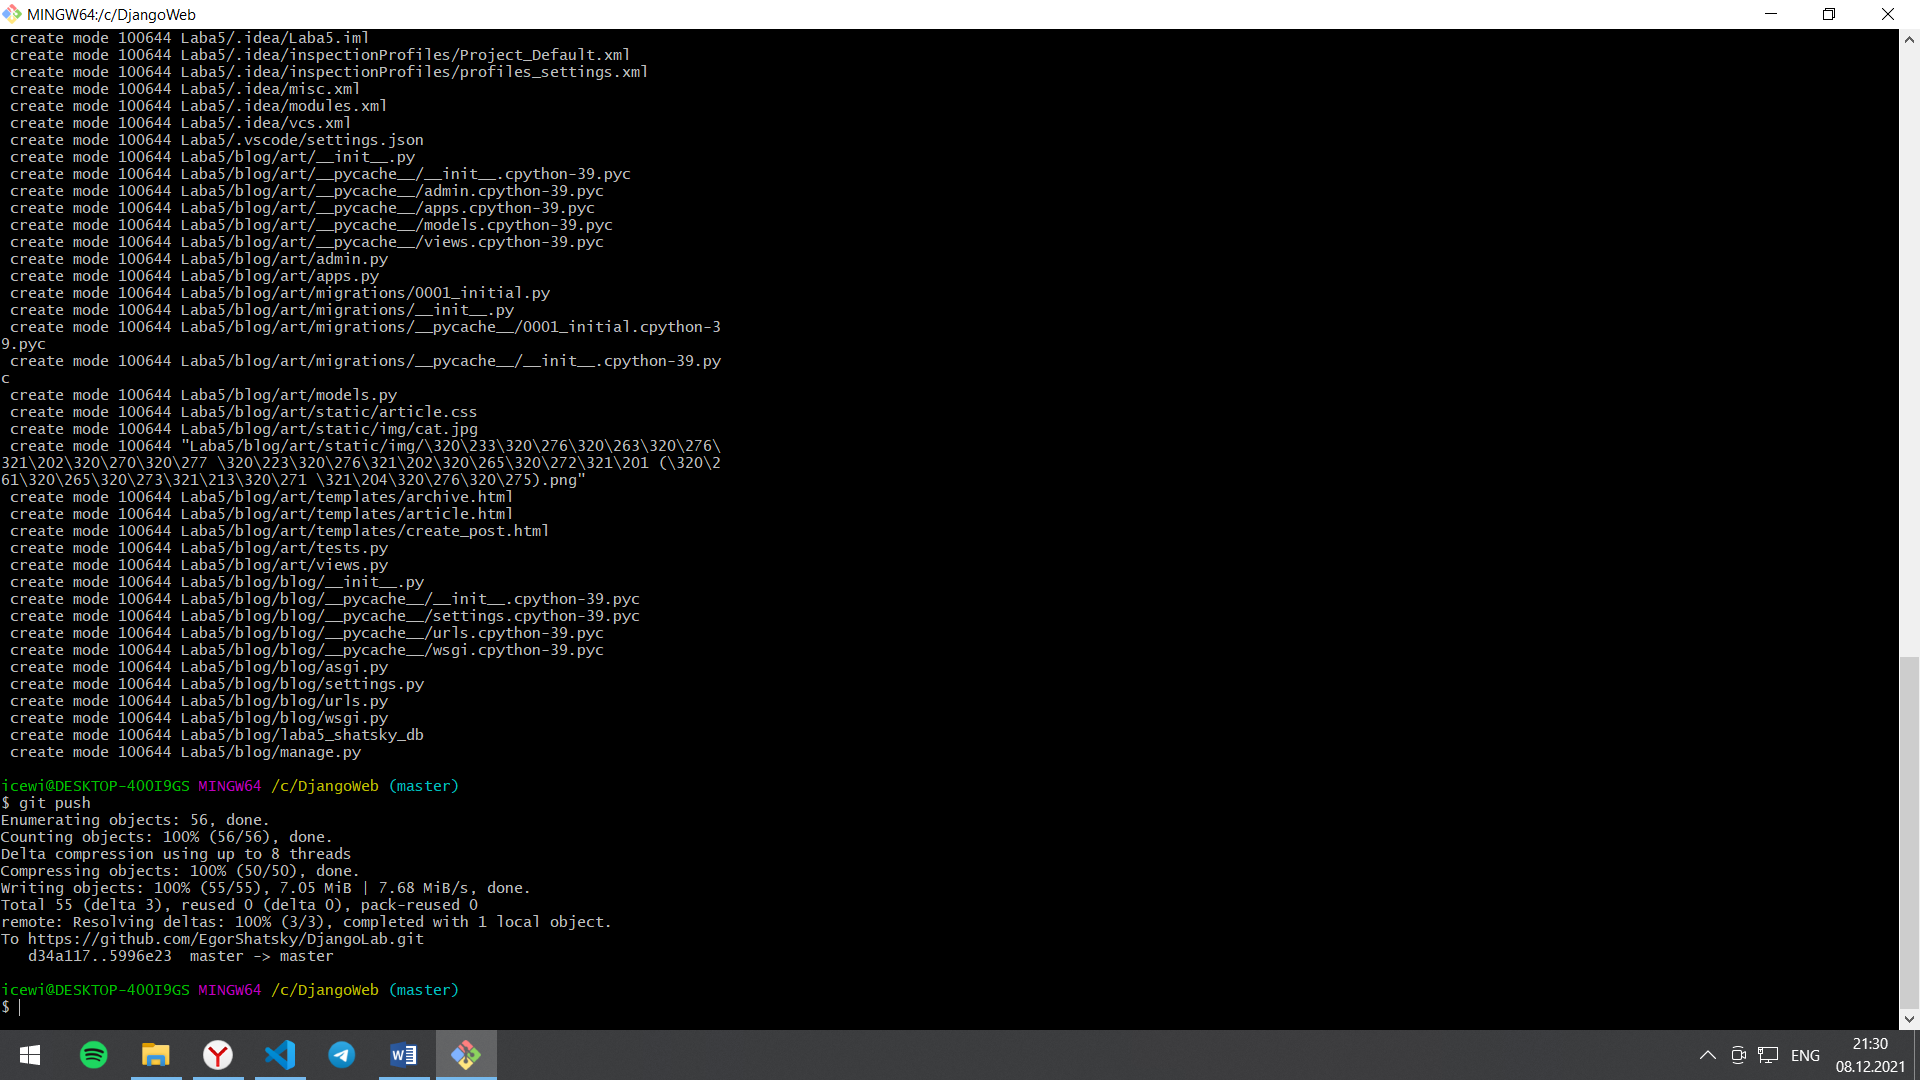 MINGW64:/c/DjangoWeb
create mode 100644 Laba5/.idea/Laba5.iml
create mode 100644 Laba5/.idea/inspectionProfiles/Project_Default.xml
create mode 100644 Laba5/.idea/inspectionProfiles/profiles_settings.xml
create mode 100644 Laba5/.idea/misc.xml
create mode 100644 Laba5/.idea/modules.xml
create mode 100644 Laba5/.idea/vcs.xml
create mode 100644 Laba5/.vscode/settings.json
create mode 100644 Laba5/blog/art/__init__.py
create mode 100644 Laba5/blog/art/__pycache__/__init__.cpython-39.pyc
create mode 100644 Laba5/blog/art/__pycache__/admin.cpython-39.pyc
create mode 100644 Laba5/blog/art/__pycache__/apps.cpython-39.pyc
create mode 100644 Laba5/blog/art/__pycache__/models.cpython-39.pyc
create mode 100644 Laba5/blog/art/__pycache__/views.cpython-39.pyc
create mode 100644 Laba5/blog/art/admin.py
create mode 100644 Laba5/blog/art/apps.py
create mode 100644 Laba5/blog/art/migrations/0001_initial.py
create mode 100644 Laba5/blog/art/migrations/__init__.py
create mode 100644 Laba5/blog/art/migrations/__pycache__/0001_initial.cpython-3
9.pyc
create mode 100644 Laba5/blog/art/migrations/__pycache__/__init__.cpython-39.py
c
create mode 100644 Laba5/blog/art/models.py
create mode 100644 Laba5/blog/art/static/article.css
create mode 100644 Laba5/blog/art/static/img/cat.jpg
create mode 100644 "Laba5/blog/art/static/img/\320\233\320\276\320\263\320\276\
321\202\320\270\320\277 \320\223\320\276\321\202\320\265\320\272\321\201 (\320\2
61\320\265\320\273\321\213\320\271 \321\204\320\276\320\275).png"
create mode 100644 Laba5/blog/art/templates/archive.html
create mode 100644 Laba5/blog/art/templates/article.html
create mode 100644 Laba5/blog/art/templates/create_post.html
create mode 100644 Laba5/blog/art/tests.py
create mode 100644 Laba5/blog/art/views.py
create mode 100644 Laba5/blog/blog/__init__.py
create mode 100644 Laba5/blog/blog/__pycache__/__init__.cpython-39.pyc
create mode 100644 Laba5/blog/blog/__pycache__/settings.cpython-39.pyc
create mode 100644 Laba5/blog/blog/__pycache__/urls.cpython-39.pyc
create mode 100644 Laba5/blog/blog/__pycache__/wsgi.cpython-39.pyc
create mode 100644 Laba5/blog/blog/asgi.py
create mode 100644 Laba5/blog/blog/settings.py
create mode 100644 Laba5/blog/blog/urls.py
create mode 100644 Laba5/blog/blog/wsgi.py
create mode 100644 Laba5/blog/laba5_shatsky_db
create mode 100644 Laba5/blog/manage.py
icewi@DESKTOP-400I9GS MINGW64 /c/DjangoWeb (master)
$ git push
Enumerating objects: 56, done.
Counting objects: 100% (56/56), done.
Delta compression using up to 8 threads
Compressing objects: 100% (50/50), done.
Writing objects: 100% (55/55), 7.05 MiB | 7.68 MiB/s, done.
Total 55 (delta 3), reused 0 (delta 0), pack-reused 0
remote: Resolving deltas: 100% (3/3), completed with 1 local object.
To https://github.com/EgorShatsky/DjangoLab.git
d34a117..5996e23  master -> master
icewi@DESKTOP-400I9GS MINGW64 /c/DjangoWeb (master)
$
ENG
21:30
08.12.2021